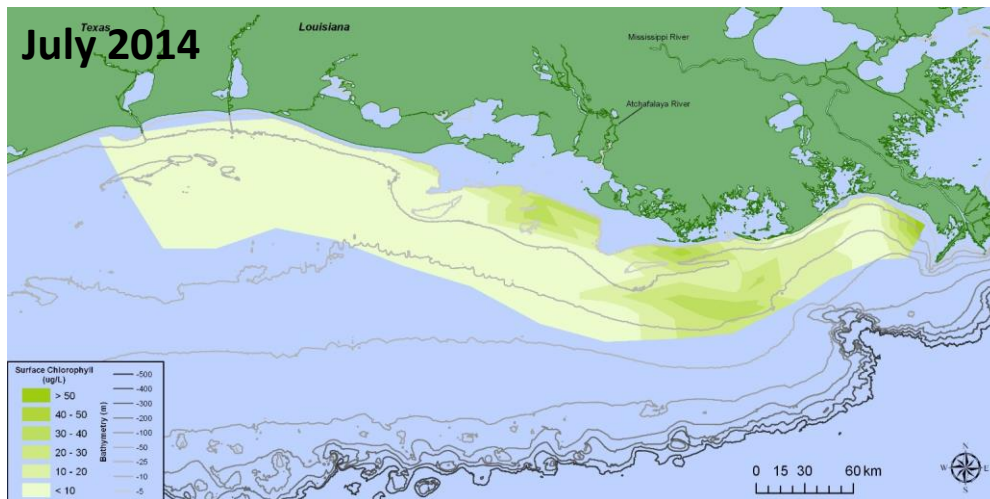 Texas
Louisiana
July 2014
Mississippi River
Atchafalaya River
Surface Chlorophyll
(ug/L)
> 50
40 - 50
30 - 40
20 - 30
10 - 20
< 10
Bathymetry (m)
-500
-400
-300
-200
-100
-50
-25
-10
-5
0 15 30 60 km
N
W E
S